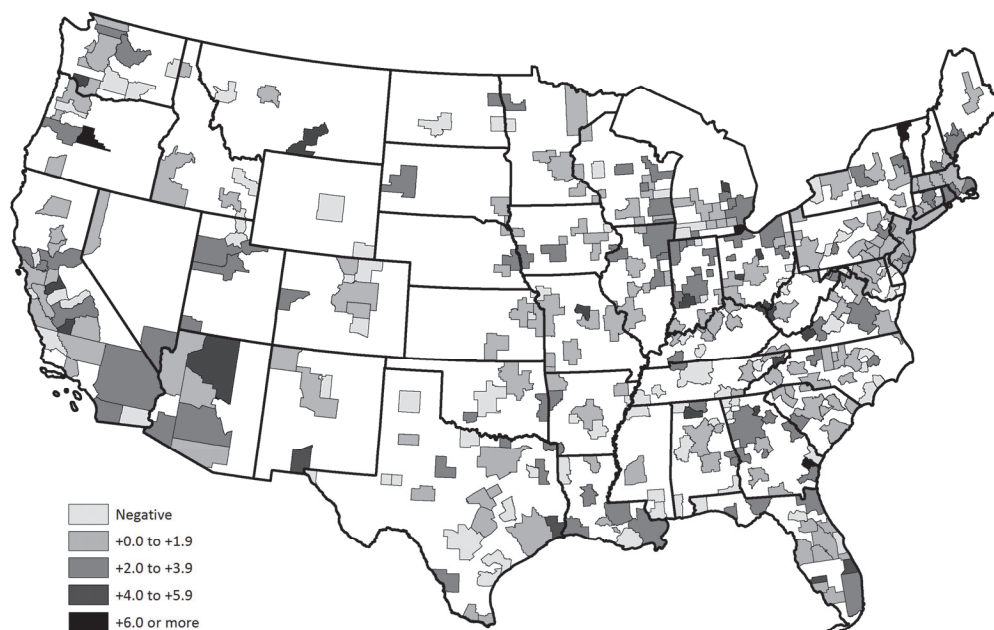 Negative
+0.0 to +1.9
+2.0 to +3.9
+4.0 to +5.9
+6.0 or more